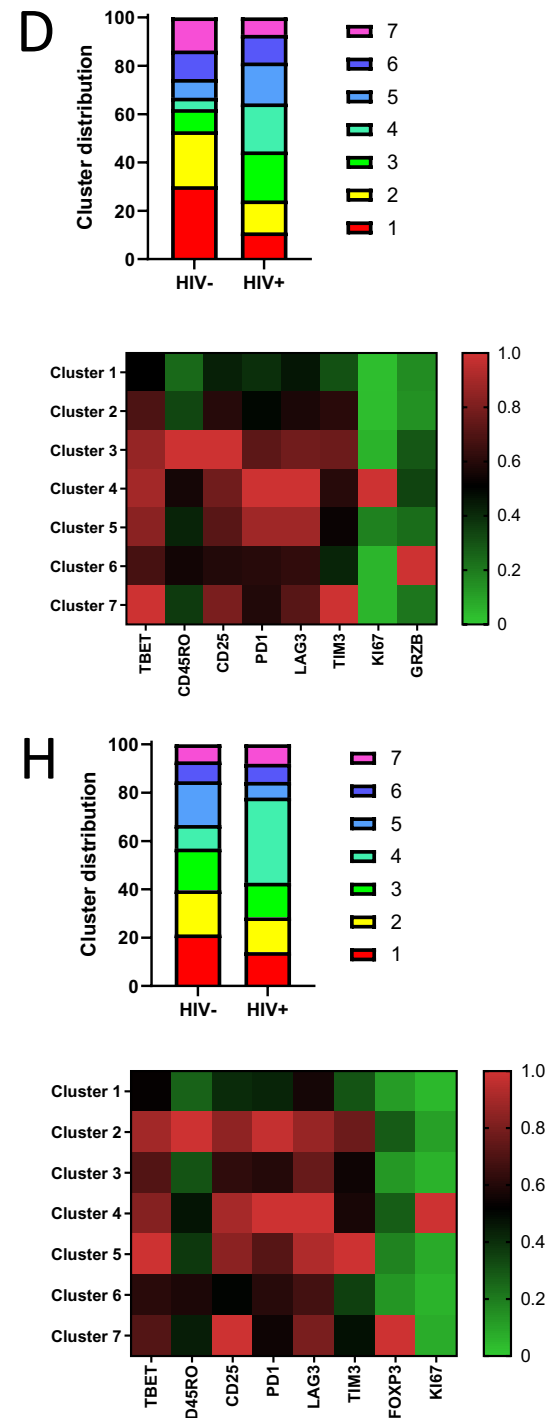 D
Cluster distribution
100
80
60
40
20
0
HIV-
HIV+
7
6
5
4
3
2
1
Cluster 1
Cluster 2
Cluster 3
Cluster 4
Cluster 5
Cluster 6
Cluster 7
TBET
CD45RO
CD25
PD1
LAG3
TIM3
KI67
GRZB
1.0
0.8
0.6
0.4
0.2
0
H
Cluster distribution
100
80
60
40
20
0
HIV-
HIV+
7
6
5
4
3
2
1
Cluster 1
Cluster 2
Cluster 3
Cluster 4
Cluster 5
Cluster 6
Cluster 7
TBET
D45RO
CD25
PD1
LAG3
TIM3
FOXP3
KI67
1.0
0.8
0.6
0.4
0.2
0